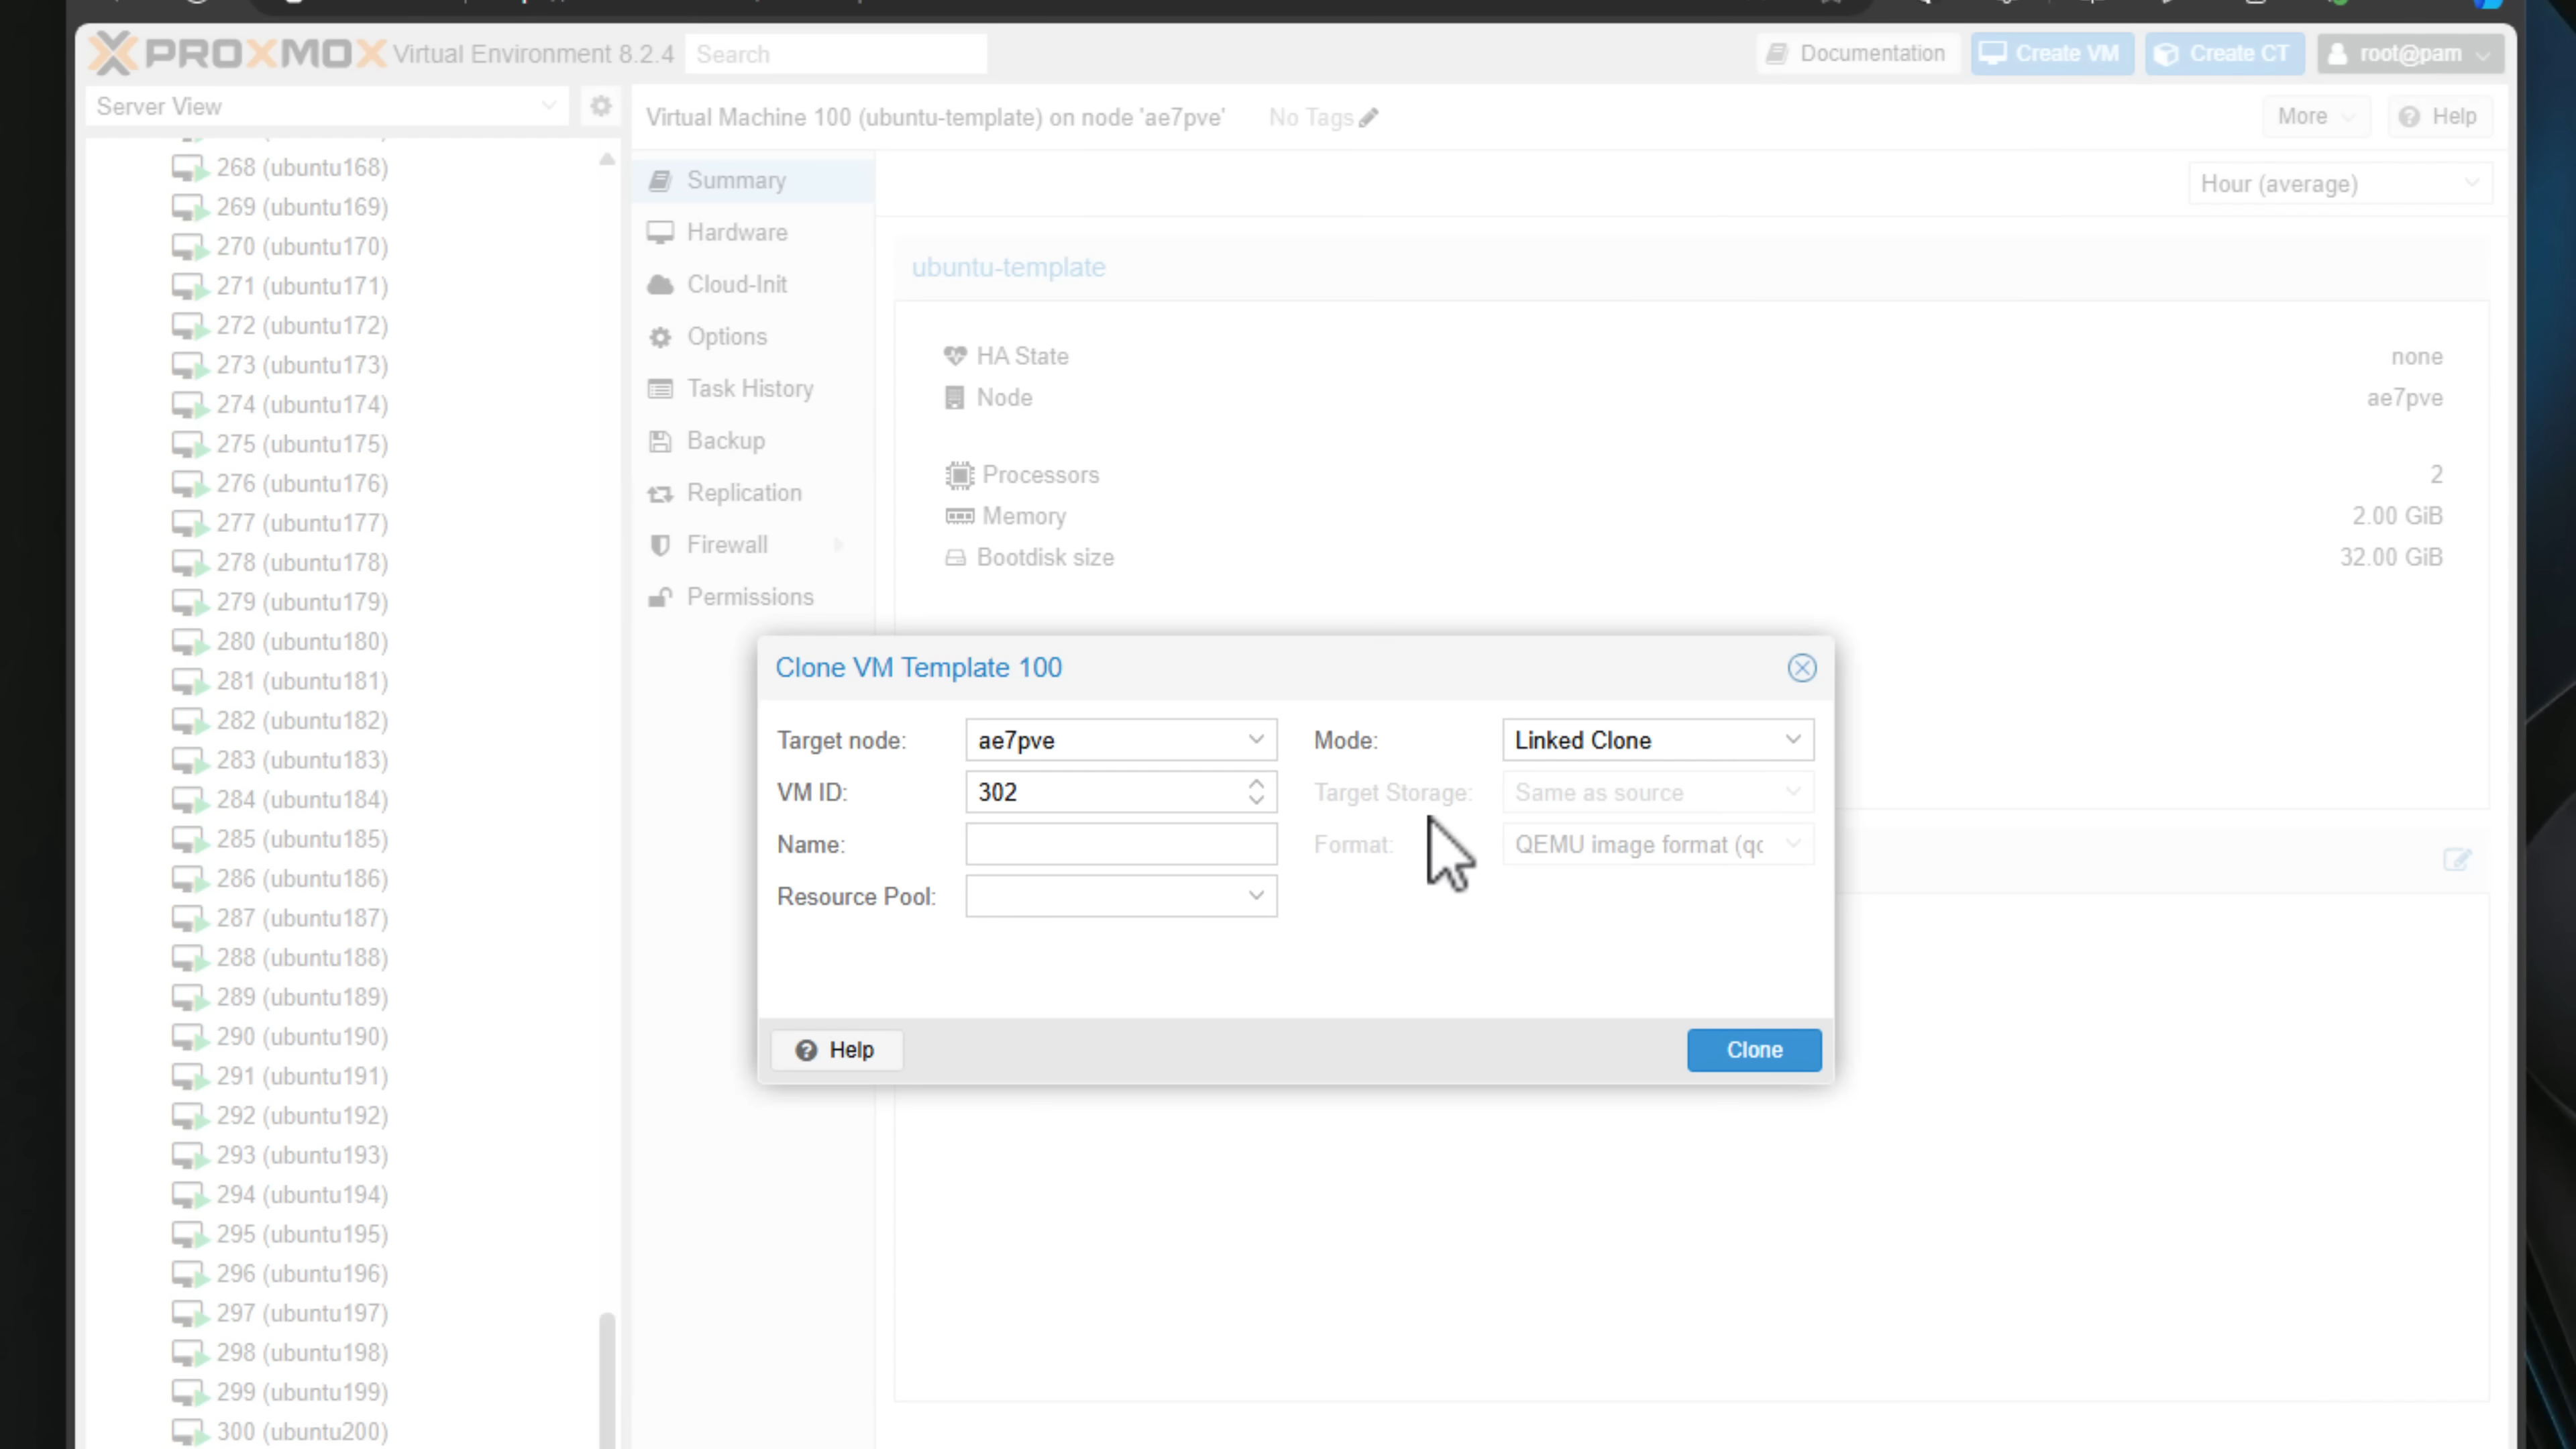 PROXMOX Virtual Environment 8.2.4 Search Documentation Create VM Create CT root@pam
Server View
Virtual Machine 100 (ubuntu-template) on node 'ae7pve' No Tags More Help
268 (ubuntu168)
269 (ubuntu169)
270 (ubuntu170)
271 (ubuntu171)
272 (ubuntu172)
273 (ubuntu173)
274 (ubuntu174)
275 (ubuntu175)
276 (ubuntu176)
277 (ubuntu177)
278 (ubuntu178)
279 (ubuntu179)
280 (ubuntu180)
281 (ubuntu181)
282 (ubuntu182)
283 (ubuntu183)
284 (ubuntu184)
285 (ubuntu185)
286 (ubuntu186)
287 (ubuntu187)
288 (ubuntu188)
289 (ubuntu189)
290 (ubuntu190)
291 (ubuntu191)
292 (ubuntu192)
293 (ubuntu193)
294 (ubuntu194)
295 (ubuntu195)
296 (ubuntu196)
297 (ubuntu197)
298 (ubuntu198)
299 (ubuntu199)
300 (ubuntu200)
Summary
Hardware
Cloud-Init
Options
Task History
Backup
Replication
Firewall
Permissions
Hour (average)
ubuntu-template
HA State none
Node ae7pve
Processors 2
Memory 2.00 GiB
Bootdisk size 32.00 GiB
Clone VM Template 100
Target node: ae7pve Mode: Linked Clone
VM ID: 302 Target Storage: Same as source
Name: Format: QEMU image format (qc
Resource Pool:
Help Clone